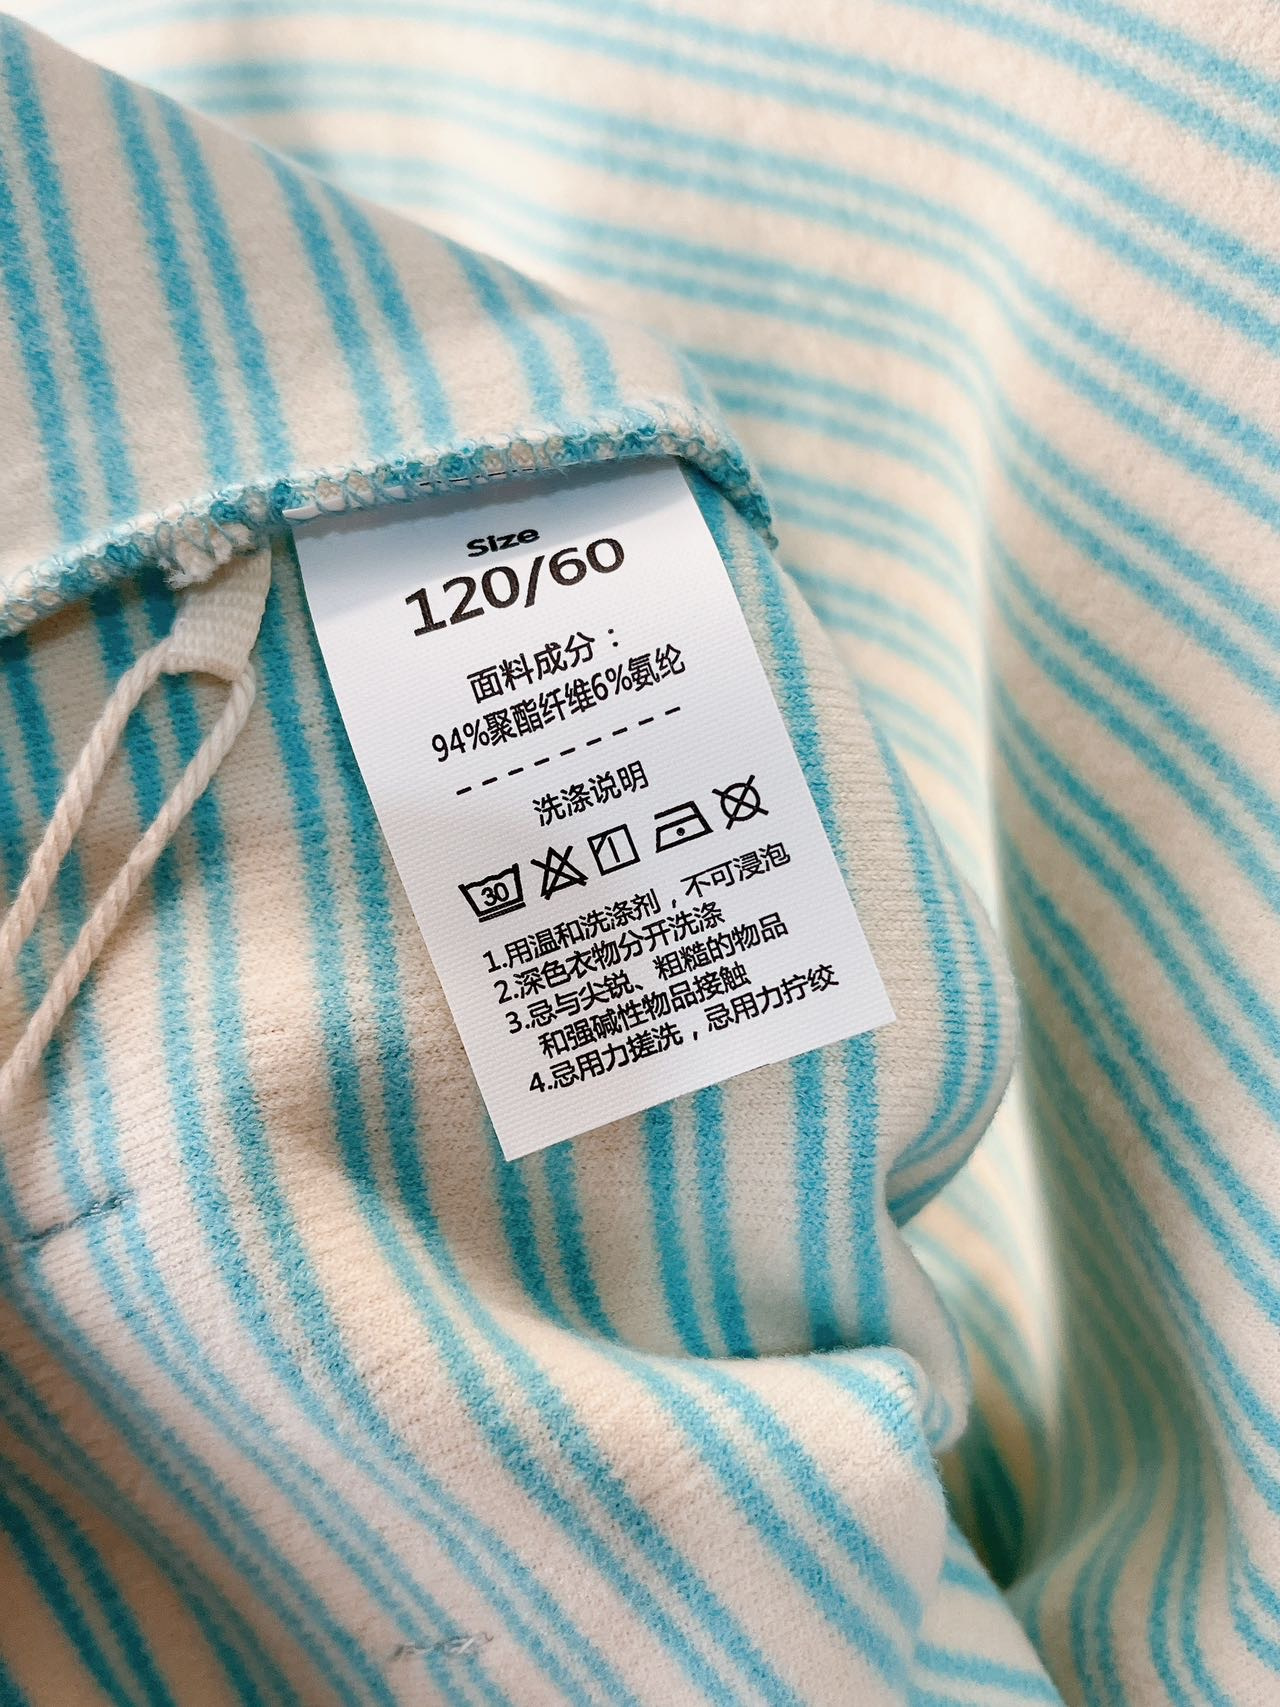 Size
120/60
面料成分：
94%聚酯纤维6%氨纶
---------
洗涤说明
30
1.用温和洗涤剂，不可浸泡
2.深色衣物分开洗涤
3.忌与尖锐、粗糙的物品
和强碱性物品接触
4.忌用力搓洗，忌用力拧绞